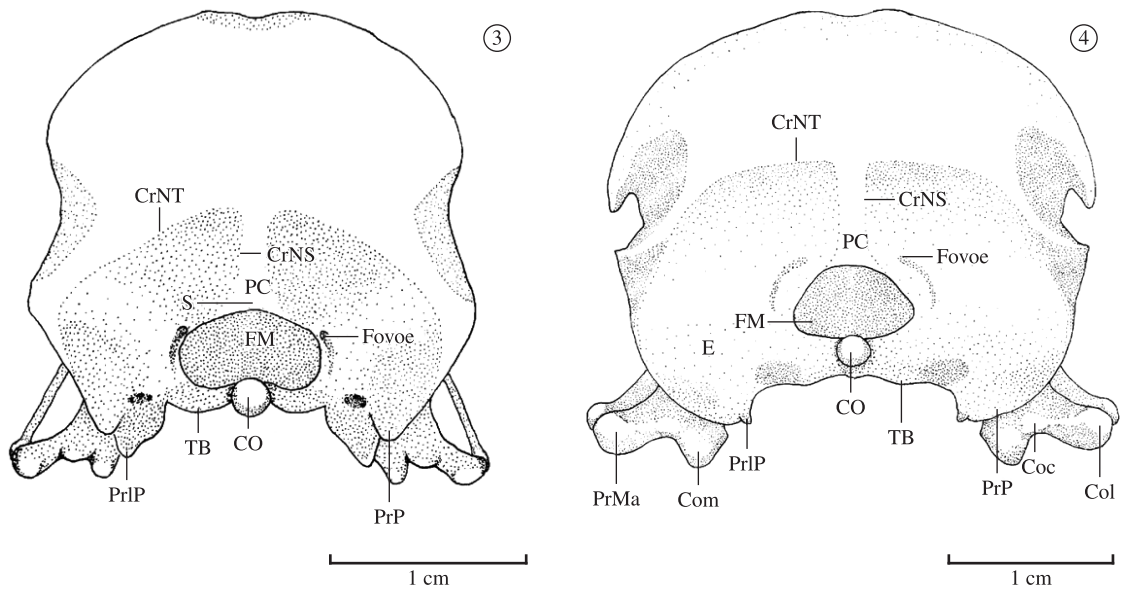 3
CrNT
CrNS
PC
S
FM
Fovoe
TB
CO
PrlP
PrP
1 cm
4
CrNT
CrNS
PC
Fovoe
FM
E
CO
TB
PrlP
PrMa
Com
PrP
Coc
Col
1 cm